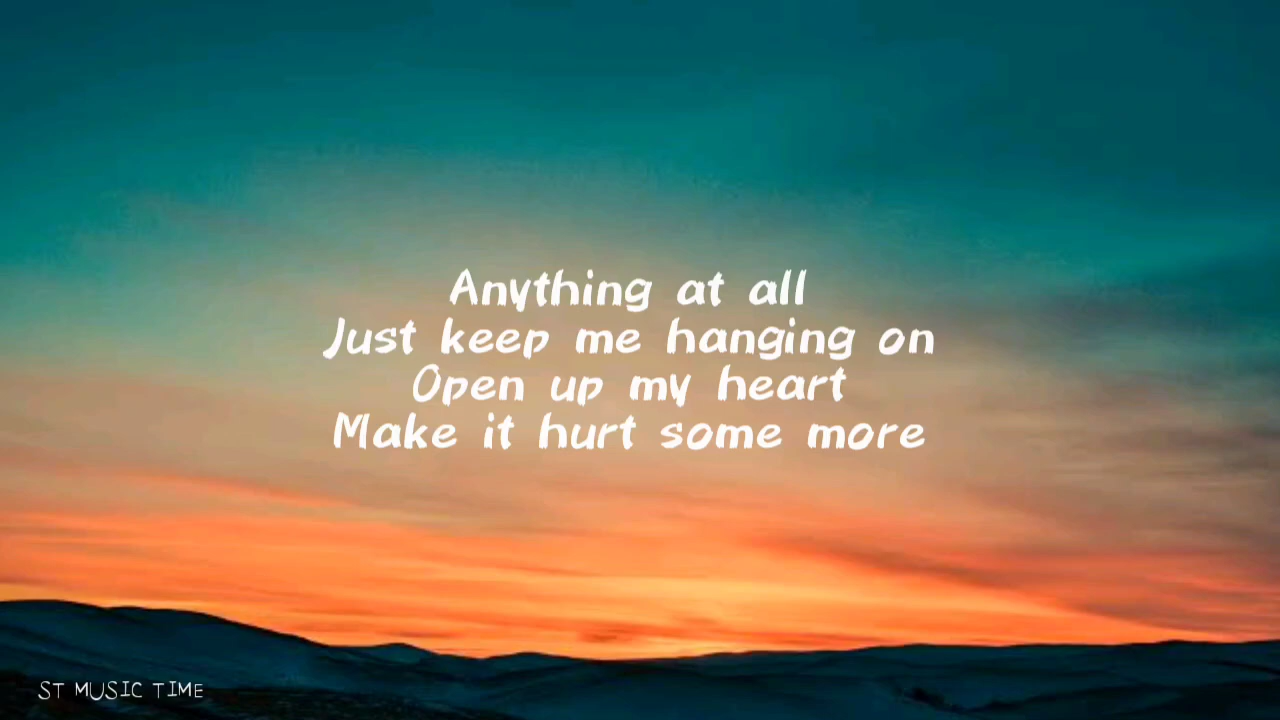 Anything at all
Just keep me hanging on
Open up my heart
Make it hurt some more
ST MUSIC TIME